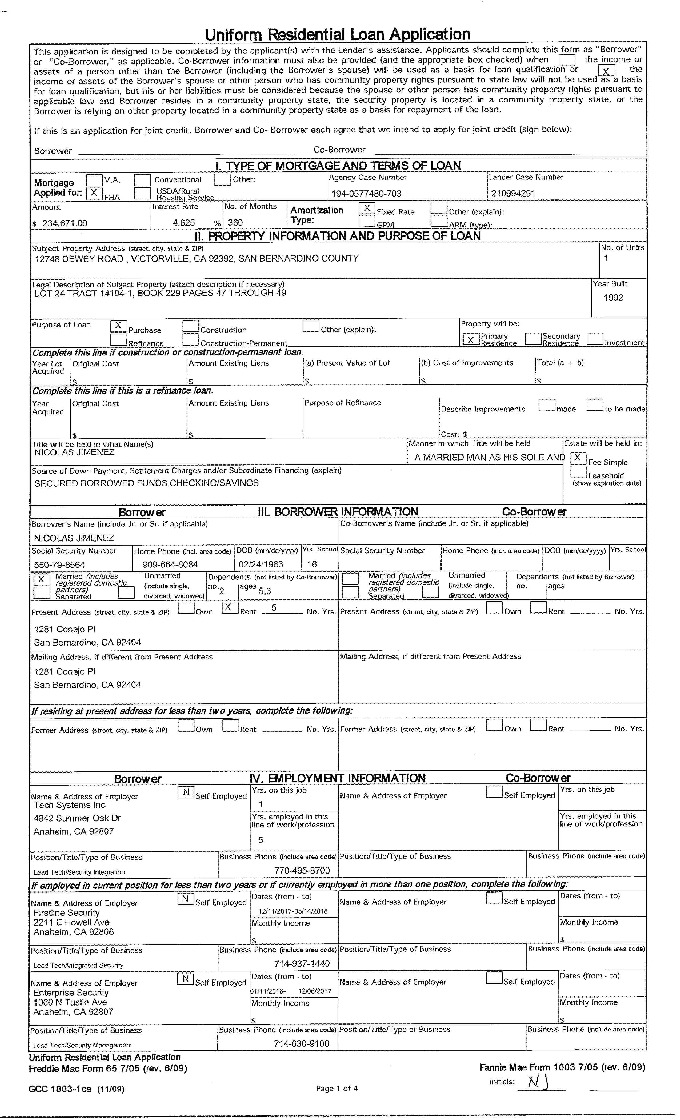 Uniform Residential Loan Application
This application is designed to be completed by the applicant(s) with the Lender's assistance. Applicants should complete this form as "Borrower"
or "Co-Borrower," as applicable. Co-Borrower information must also be provided (and the appropriate box checked) when the income or
assets of a person other than the Borrower (including the Borrower's spouse) will be used as a basis for loan qualification or X the
income or assets of the Borrower's spouse or other person who has community property rights pursuant to state law will not be used as a basis
for loan qualification, but his or her liabilities must be considered because the spouse or other person has community property rights pursuant to
applicable law and Borrower resides in a community property state, the security property is located in a community property state, or the
Borrower is relying on other property located in a community property state as a basis for repayment of the loan.
If this is an application for joint credit, Borrower and Co-Borrower each agree that we intend to apply for joint credit (sign below):
Borrower Co-Borrower
I. TYPE OF MORTGAGE AND TERMS OF LOAN
Mortgage V.A. Conventional Other: Agency Case Number Lender Case Number
Applied for: X FHA USDA/Rural Housing Service
Amount Interest Rate No. of Months Amortization Type: X Fixed Rate Other (explain):
$ 234,671.00 4.625 % 360 GPM ARM (type):
II. PROPERTY INFORMATION AND PURPOSE OF LOAN
Subject Property Address (street, city, state & ZIP) No. of Units
12748 DEWEY ROAD , VICTORVILLE, CA 92392, SAN BERNARDINO COUNTY 1
Legal Description of Subject Property (attach description if necessary) Year Built
LOT 24 TRACT 14194-1, BOOK 229 PAGES 47 THROUGH 49 1992
Purpose of Loan X Purchase Construction Other (explain): Property will be:
Refinance Construction-Permanent X Primary Residence Secondary Residence Investment
Complete this line if construction or construction-permanent loan.
Year Lot Acquired Original Cost Amount Existing Liens (a) Present Value of Lot (b) Cost of Improvements Total (a + b)
$ $ $ $ $
Complete this line if this is a refinance loan.
Year Acquired Original Cost Amount Existing Liens Purpose of Refinance Describe Improvements made to be made
$ $ Cost: $
Title will be held in what Name(s) Manner in which Title will be held Estate will be held in:
NICOLAS JIMENEZ A MARRIED MAN AS HIS SOLE AND X Fee Simple
Source of Down Payment, Settlement Charges and/or Subordinate Financing (explain) Leasehold
SECURED BORROWED FUNDS CHECKING/SAVINGS (show expiration date)
Borrower III. BORROWER INFORMATION Co-Borrower
Borrower's Name (include Jr. or Sr. if applicable) Co-Borrower's Name (include Jr. or Sr. if applicable)
NICOLAS JIMENEZ
Social Security Number Home Phone (incl. area code) DOB (mm/dd/yyyy) Yrs. School Social Security Number Home Phone (incl. area code) DOB (mm/dd/yyyy) Yrs. School
02/24/1983 16
X Married (includes registered domestic partners) Unmarried (include single, divorced, widowed) Dependents (not listed by Co-Borrower) Married (includes registered domestic partners) Unmarried (include single, divorced, widowed) Dependents (not listed by Borrower)
Separated no. 2 ages 5,3 Separated no. ages
Present Address (street, city, state & ZIP) Own X Rent 5 No. Yrs. Present Address (street, city, state & ZIP) Own Rent No. Yrs.
1281 Conejo Pl
San Bernardino, CA 92404
Mailing Address, if different from Present Address Mailing Address, if different from Present Address
1281 Conejo Pl
San Bernardino, CA 92404
If residing at present address for less than two years, complete the following:
Former Address (street, city, state & ZIP) Own Rent No. Yrs. Former Address (street, city, state & ZIP) Own Rent No. Yrs.
Borrower IV. EMPLOYMENT INFORMATION Co-Borrower
Name & Address of Employer N Self Employed Yrs. on this job Name & Address of Employer Self Employed Yrs. on this job
Tech Systems Inc 1
4942 Summer Oak Dr Yrs. employed in this line of work/profession Yrs. employed in this line of work/profession
Anaheim, CA 92807 5
Position/Title/Type of Business Business Phone (include area code) Position/Title/Type of Business Business Phone (include area code)
Lead Tech/Security Integration 770-495-8700
If employed in current position for less than two years or if currently employed in more than one position, complete the following:
Name & Address of Employer N Self Employed Dates (from - to) Name & Address of Employer Self Employed Dates (from - to)
Security
2211 E Howell Ave Monthly Income Monthly Income
Anaheim, CA 92806 $ $
Position/Title/Type of Business Business Phone (include area code) Position/Title/Type of Business Business Phone (include area code)
Lead Tech/Integrated Security 714-937-1440
Name & Address of Employer N Self Employed Dates (from - to) Name & Address of Employer Self Employed Dates (from - to)
Enterprise Security
N Tustin Ave Monthly Income Monthly Income
Anaheim, CA 92807 $ $
Position/Title/Type of Business Business Phone (include area code) Position/Title/Type of Business Business Phone (include area code)
Lead Tech/Security 714-630-9100
Uniform Residential Loan Application
Freddie Mac Form 65 7/05 (rev. 6/09) Fannie Mae Form 1003 7/05 (rev. 6/09)
GCC 1003-1cs (11/09) Page 1 of 4 Initials: NJ